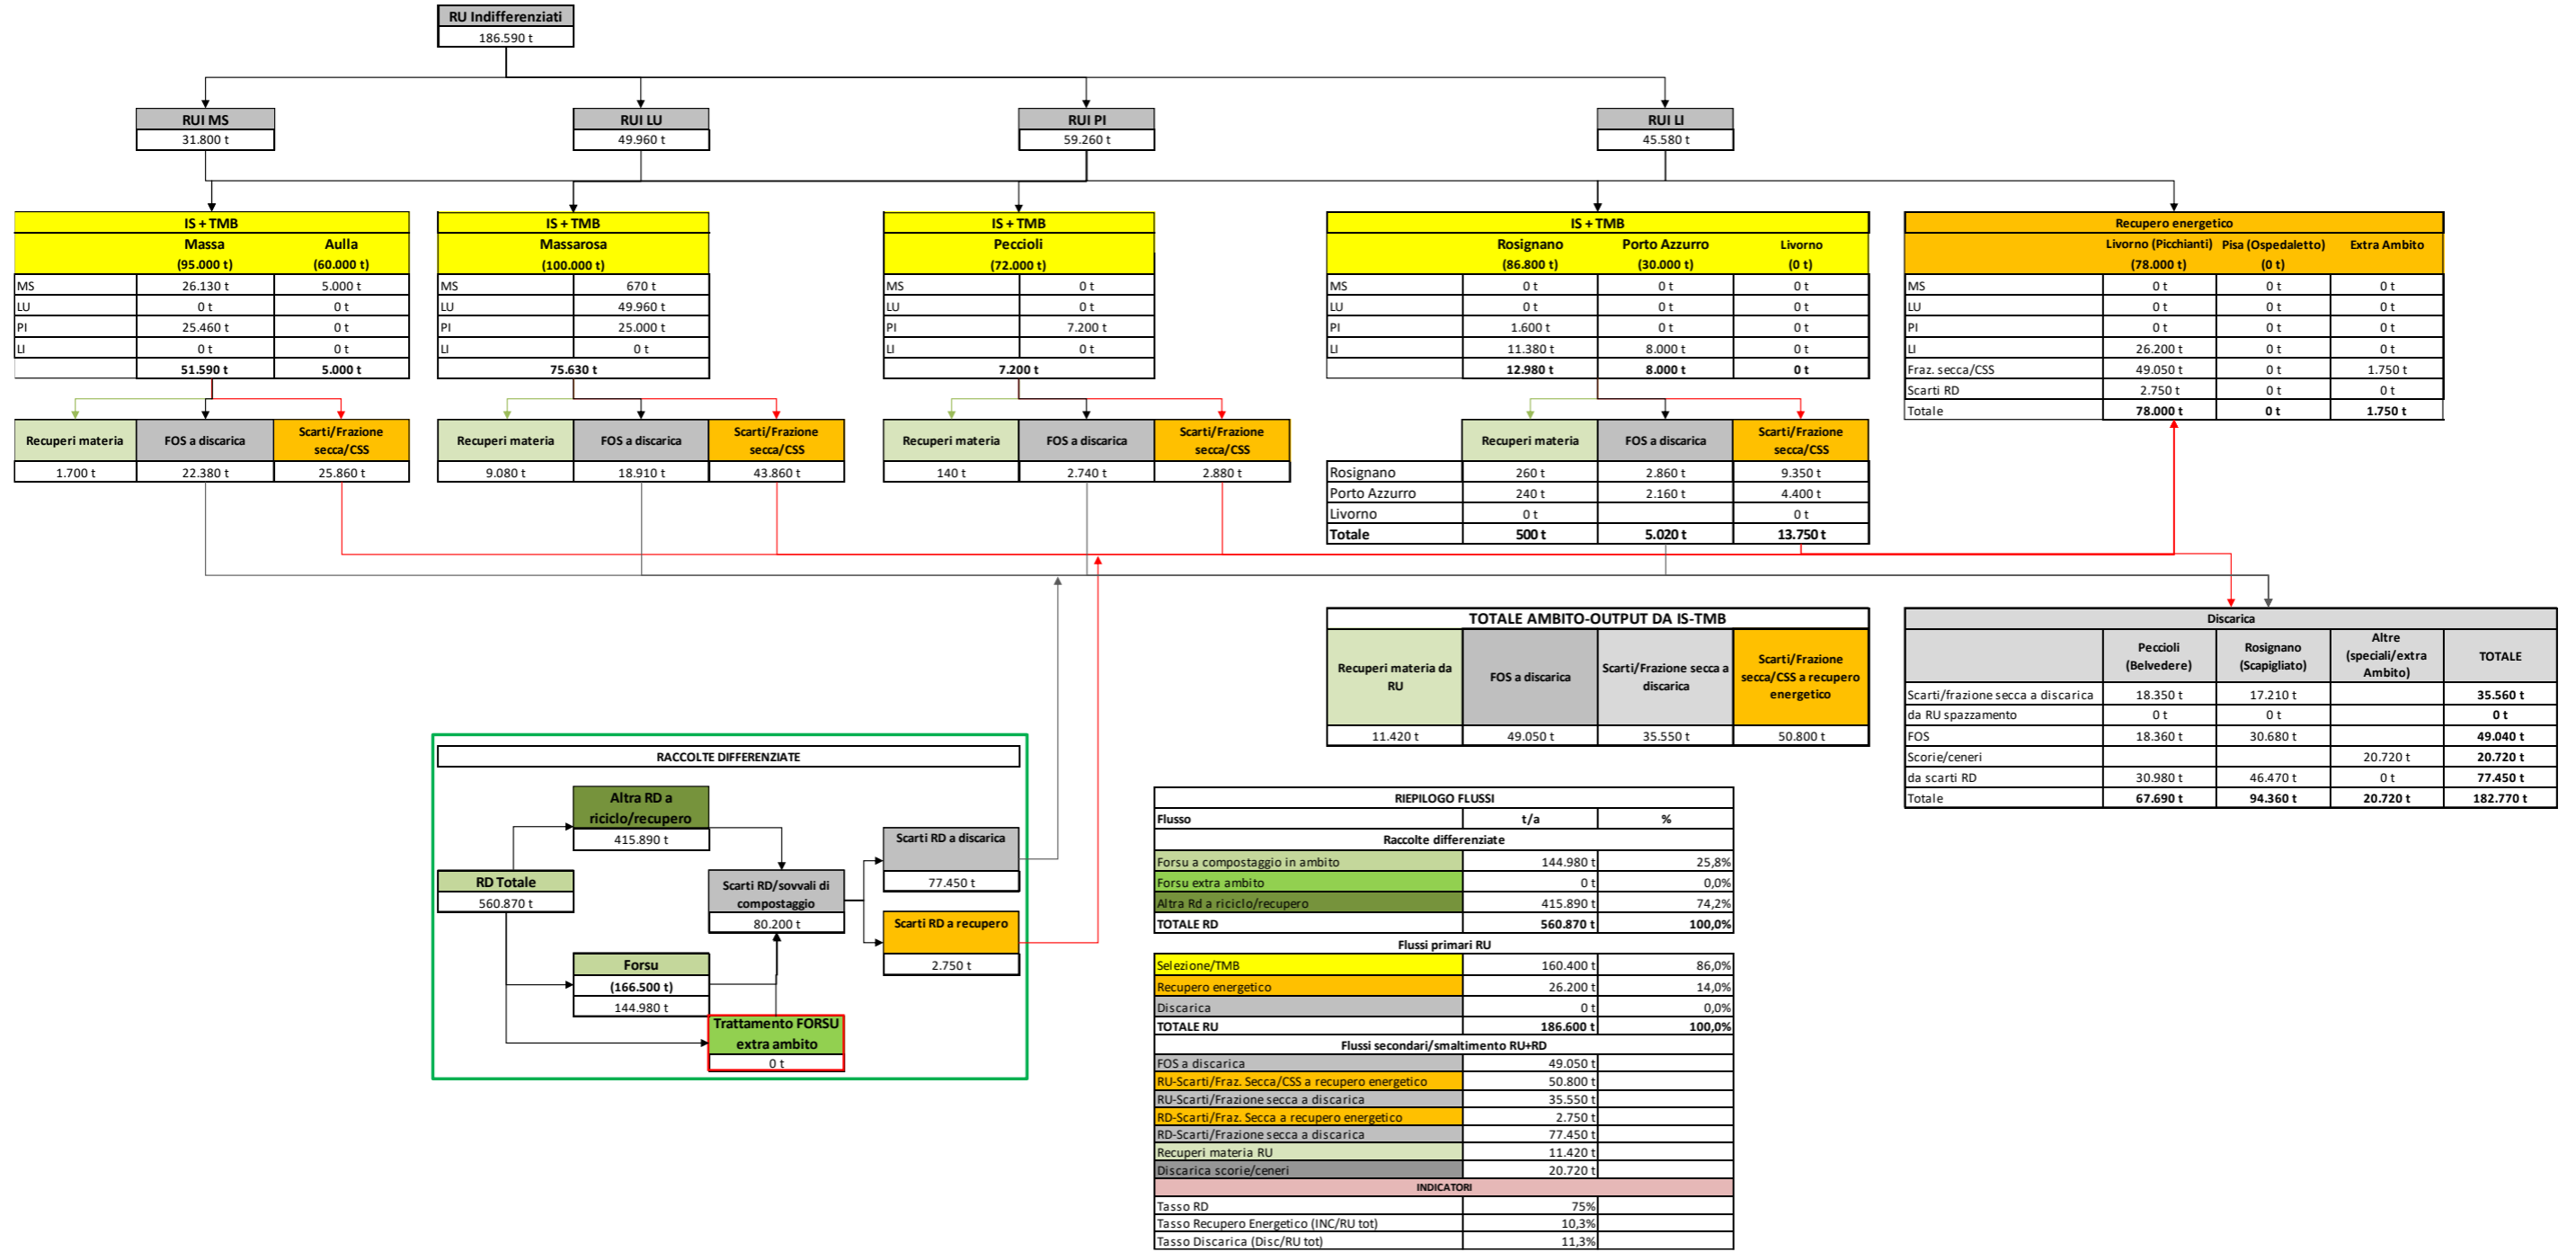 RU Indifferenziati
186.590 t
RUI MS
31.800 t
RUI LU
49.960 t
RUI PI
59.260 t
RUI LI
45.580 t
IS + TMB
Massa Aulla
(95.000 t) (60.000 t)
MS 26.130 t 5.000 t
LU 0 t 0 t
PI 25.460 t 0 t
LI 0 t 0 t
51.590 t 5.000 t
IS + TMB
Massarosa
(100.000 t)
MS 670 t
LU 49.960 t
PI 25.000 t
LI 0 t
75.630 t
IS + TMB
Peccioli
(72.000 t)
MS 0 t
LU 0 t
PI 7.200 t
LI 0 t
7.200 t
IS + TMB
Rosignano Porto Azzurro Livorno
(86.800 t) (30.000 t) (0 t)
MS 0 t 0 t 0 t
LU 0 t 0 t 0 t
PI 1.600 t 0 t 0 t
LI 11.380 t 8.000 t 0 t
12.980 t 8.000 t 0 t
Recupero energetico
Livorno (Picchianti) Pisa (Ospedaletto) Extra Ambito
(78.000 t) (0 t)
MS 0 t 0 t 0 t
LU 0 t 0 t 0 t
PI 0 t 0 t 0 t
LI 26.200 t 0 t 0 t
Fraz. secca/CSS 49.050 t 0 t 1.750 t
Scarti RD 2.750 t 0 t 0 t
Totale 78.000 t 0 t 1.750 t
Recuperi materia FOS a discarica Scarti/Frazione
secca/CSS
1.700 t 22.380 t 25.860 t
Recuperi materia FOS a discarica Scarti/Frazione
secca/CSS
9.080 t 18.910 t 43.860 t
Recuperi materia FOS a discarica Scarti/Frazione
secca/CSS
140 t 2.740 t 2.880 t
Recuperi materia FOS a discarica Scarti/Frazione
secca/CSS
Rosignano 260 t 2.860 t 9.350 t
Porto Azzurro 240 t 2.160 t 4.400 t
Livorno 0 t 0 t
Totale 500 t 5.020 t 13.750 t
TOTALE AMBITO-OUTPUT DA IS-TMB
Recuperi materia da
RU
FOS a discarica
Scarti/Frazione secca a
discarica
Scarti/Frazione
secca/CSS a recupero
energetico
11.420 t 49.050 t 35.550 t 50.800 t
Discarica
Peccioli
(Belvedere)
Rosignano
(Scapigliato)
Altre
(speciali/extra
Ambito)
TOTALE
Scarti/frazione secca a discarica 18.350 t 17.210 t 35.560 t
da RU spazzamento 0 t 0 t 0 t
FOS 18.360 t 30.680 t 49.040 t
Scorie/ceneri 20.720 t 20.720 t
da scarti RD 30.980 t 46.470 t 0 t 77.450 t
Totale 67.690 t 94.360 t 20.720 t 182.770 t
RACCOLTE DIFFERENZIATE
Altra RD a
riciclo/recupero
415.890 t
RD Totale
560.870 t
Scarti RD/sovvali di
compostaggio
80.200 t
Scarti RD a discarica
77.450 t
Scarti RD a recupero
2.750 t
Forsu
(166.500 t)
144.980 t
Trattamento FORSU
extra ambito
0 t
RIEPILOGO FLUSSI
Flusso t/a %
Raccolte differenziate
Forsu a compostaggio in ambito 144.980 t 25,8%
Forsu extra ambito 0 t 0,0%
Altra Rd a riciclo/recupero 415.890 t 74,2%
TOTALE RD 560.870 t 100,0%
Flussi primari RU
Selezione/TMB 160.400 t 86,0%
Recupero energetico 26.200 t 14,0%
Discarica 0 t 0,0%
TOTALE RU 186.600 t 100,0%
Flussi secondari/smaltimento RU+RD
FOS a discarica 49.050 t
RU-Scarti/Fraz. Secca/CSS a recupero energetico 50.800 t
RU-Scarti/Frazione secca a discarica 35.550 t
RD-Scarti/Fraz. Secca a recupero energetico 2.750 t
RD-Scarti/Frazione secca a discarica 77.450 t
Recuperi materia RU 11.420 t
Discarica scorie/ceneri 20.720 t
INDICATORI
Tasso RD 75%
Tasso Recupero Energetico (INC/RU tot) 10,3%
Tasso Discarica (Disc/RU tot) 11,3%